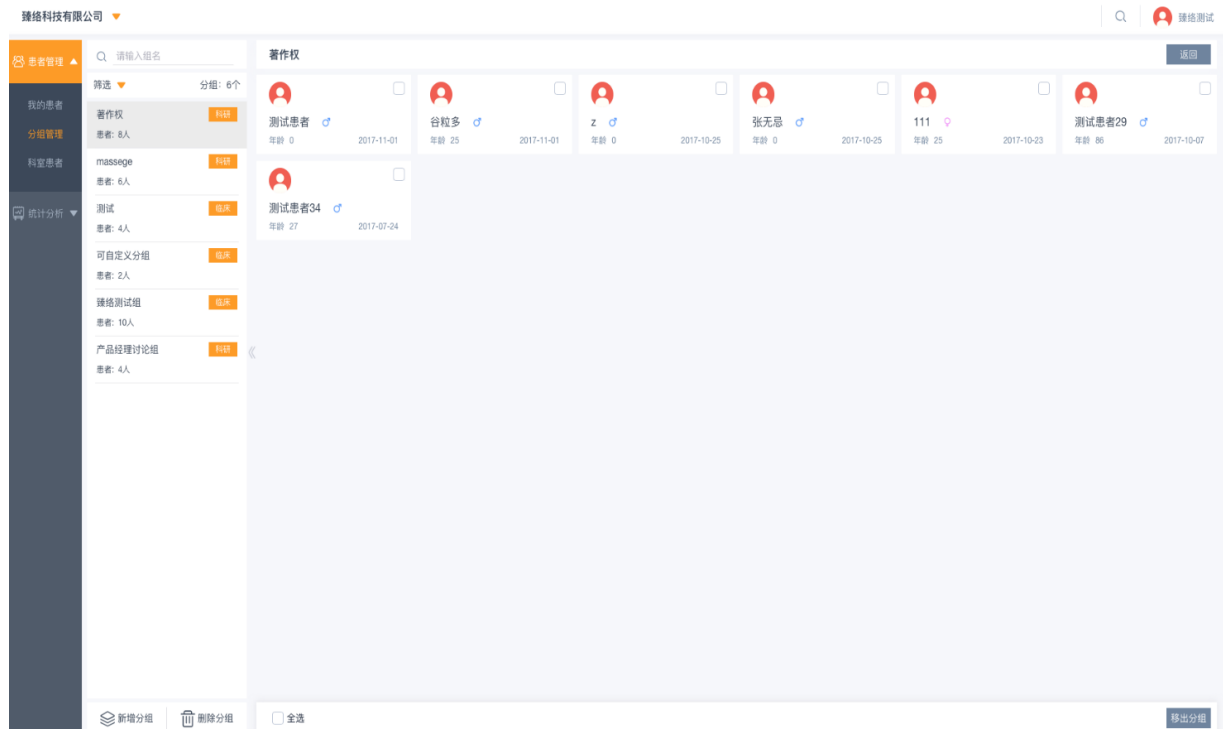 臻络科技有限公司
臻络测试
患者管理
我的患者
分组管理
科室患者
统计分析
请输入组名
筛选 分组: 6个
著作权 科研
患者: 8人
massege 科研
患者: 6人
测试 临床
患者: 4人
可自定义分组 临床
患者: 2人
臻络测试组 临床
患者: 10人
产品经理讨论组 科研
患者: 4人
新增分组 删除分组
著作权 返回
测试患者
年龄 0 2017-11-01
谷粒多
年龄 25 2017-11-01
z
年龄 0 2017-10-25
张无忌
年龄 0 2017-10-25
111
年龄 25 2017-10-23
测试患者29
年龄 86 2017-10-07
测试患者34
年龄 27 2017-07-24
全选 移出分组